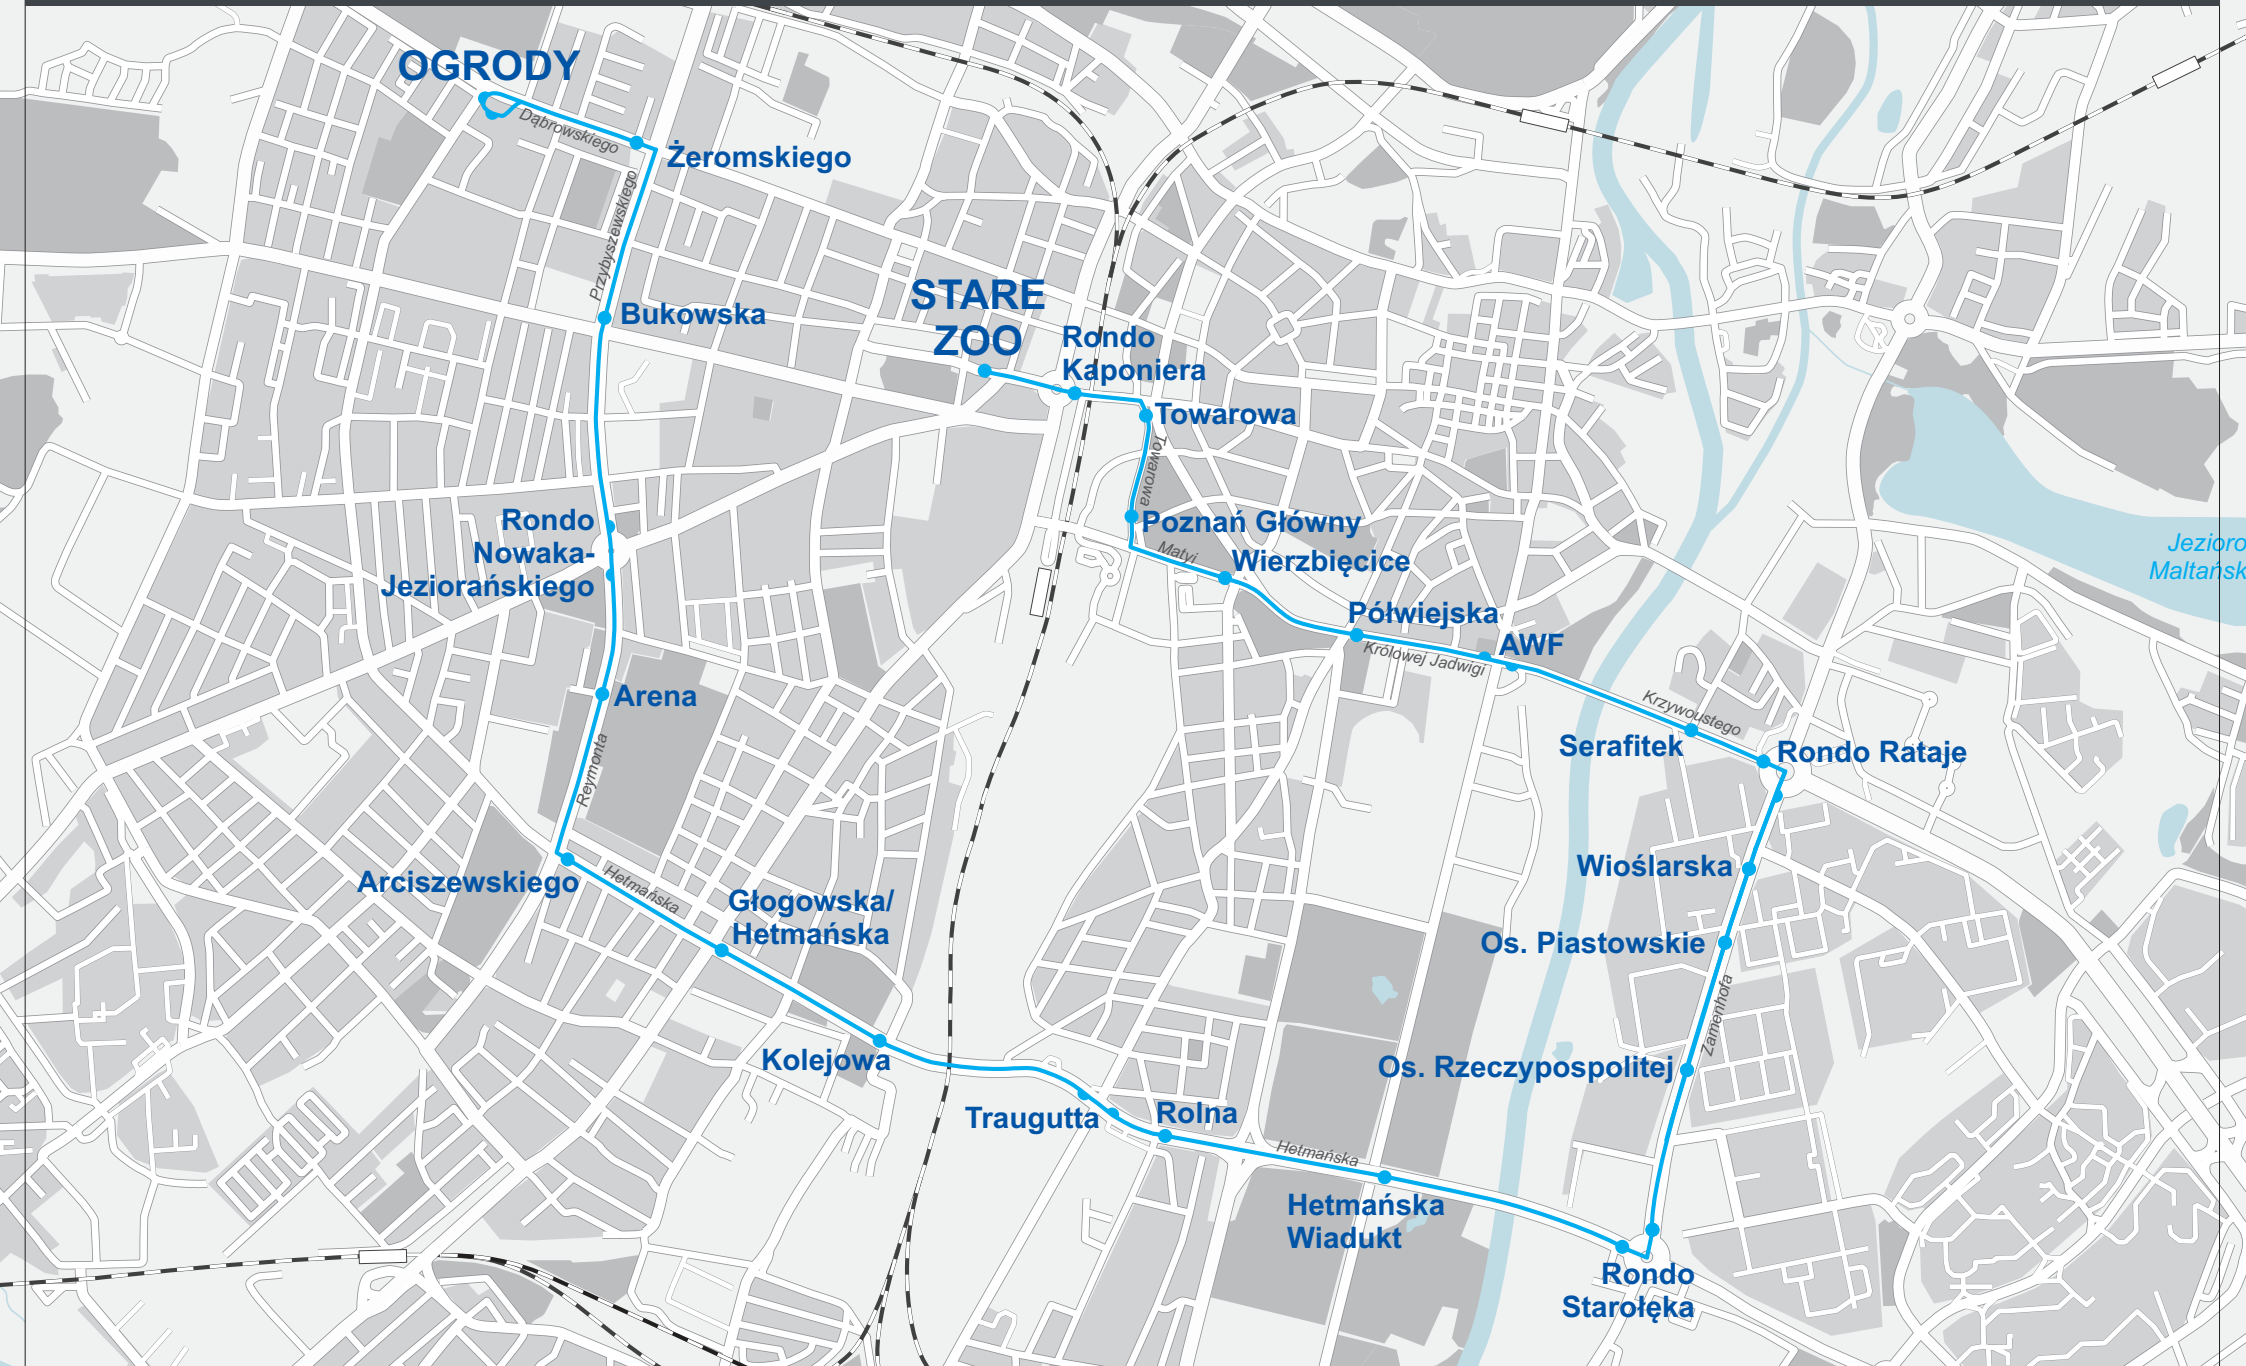 OGRODY
Dąbrowskiego
Żeromskiego
Przybyszewskiego
Bukowska
STARE
ZOO
Rondo
Kaponiera
Towarowa
Towarowa
Poznań Główny
Matyi
Wierzbięcice
Rondo
Nowaka-
Jeziorańskiego
Jezioro
Maltańsk
Półwiejska
AWF
Królowej Jadwigi
Arena
Krzywoustego
Serafitek
Rondo Rataje
Reymonta
Wioślarska
Arciszewskiego
Hetmańska
Głogowska/
Hetmańska
Os. Piastowskie
Zamenhofa
Kolejowa
Os. Rzeczypospolitej
Traugutta
Rolna
Hetmańska
Hetmańska
Wiadukt
Rondo
Starołęka